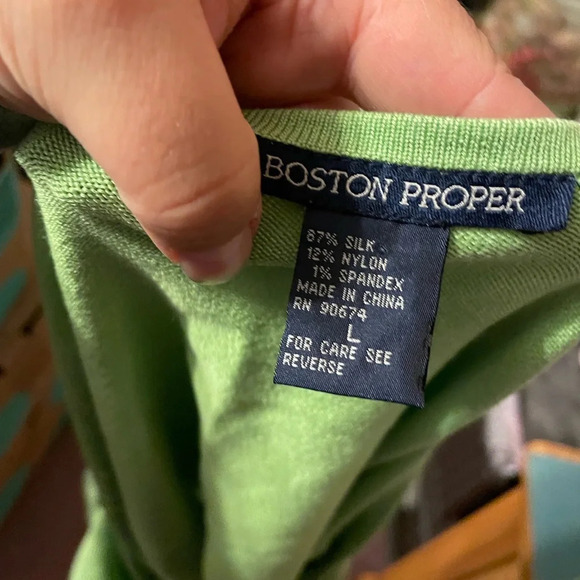 BOSTON PROPER
87% SILK
12% NYLON
1% SPANDEX
MADE IN CHINA
RN 90674
L
FOR CARE SEE
REVERSE